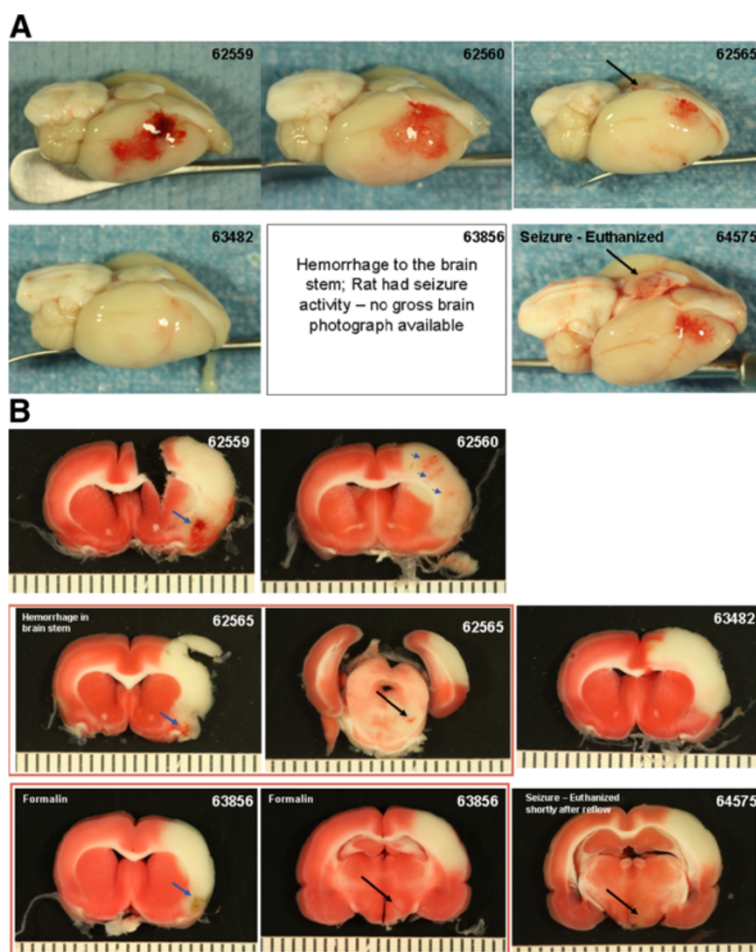 A
62559
62560
62565
63482
63856
Hemorrhage to the brain
stem; Rat had seizure
activity – no gross brain
photograph available
Seizure - Euthanized
64575
B
62559
62560
Hemorrhage in
brain stem
62565
62565
63482
Formalin
63856
Formalin
63856
Seizure – Euthanized
shortly after reflow
64575